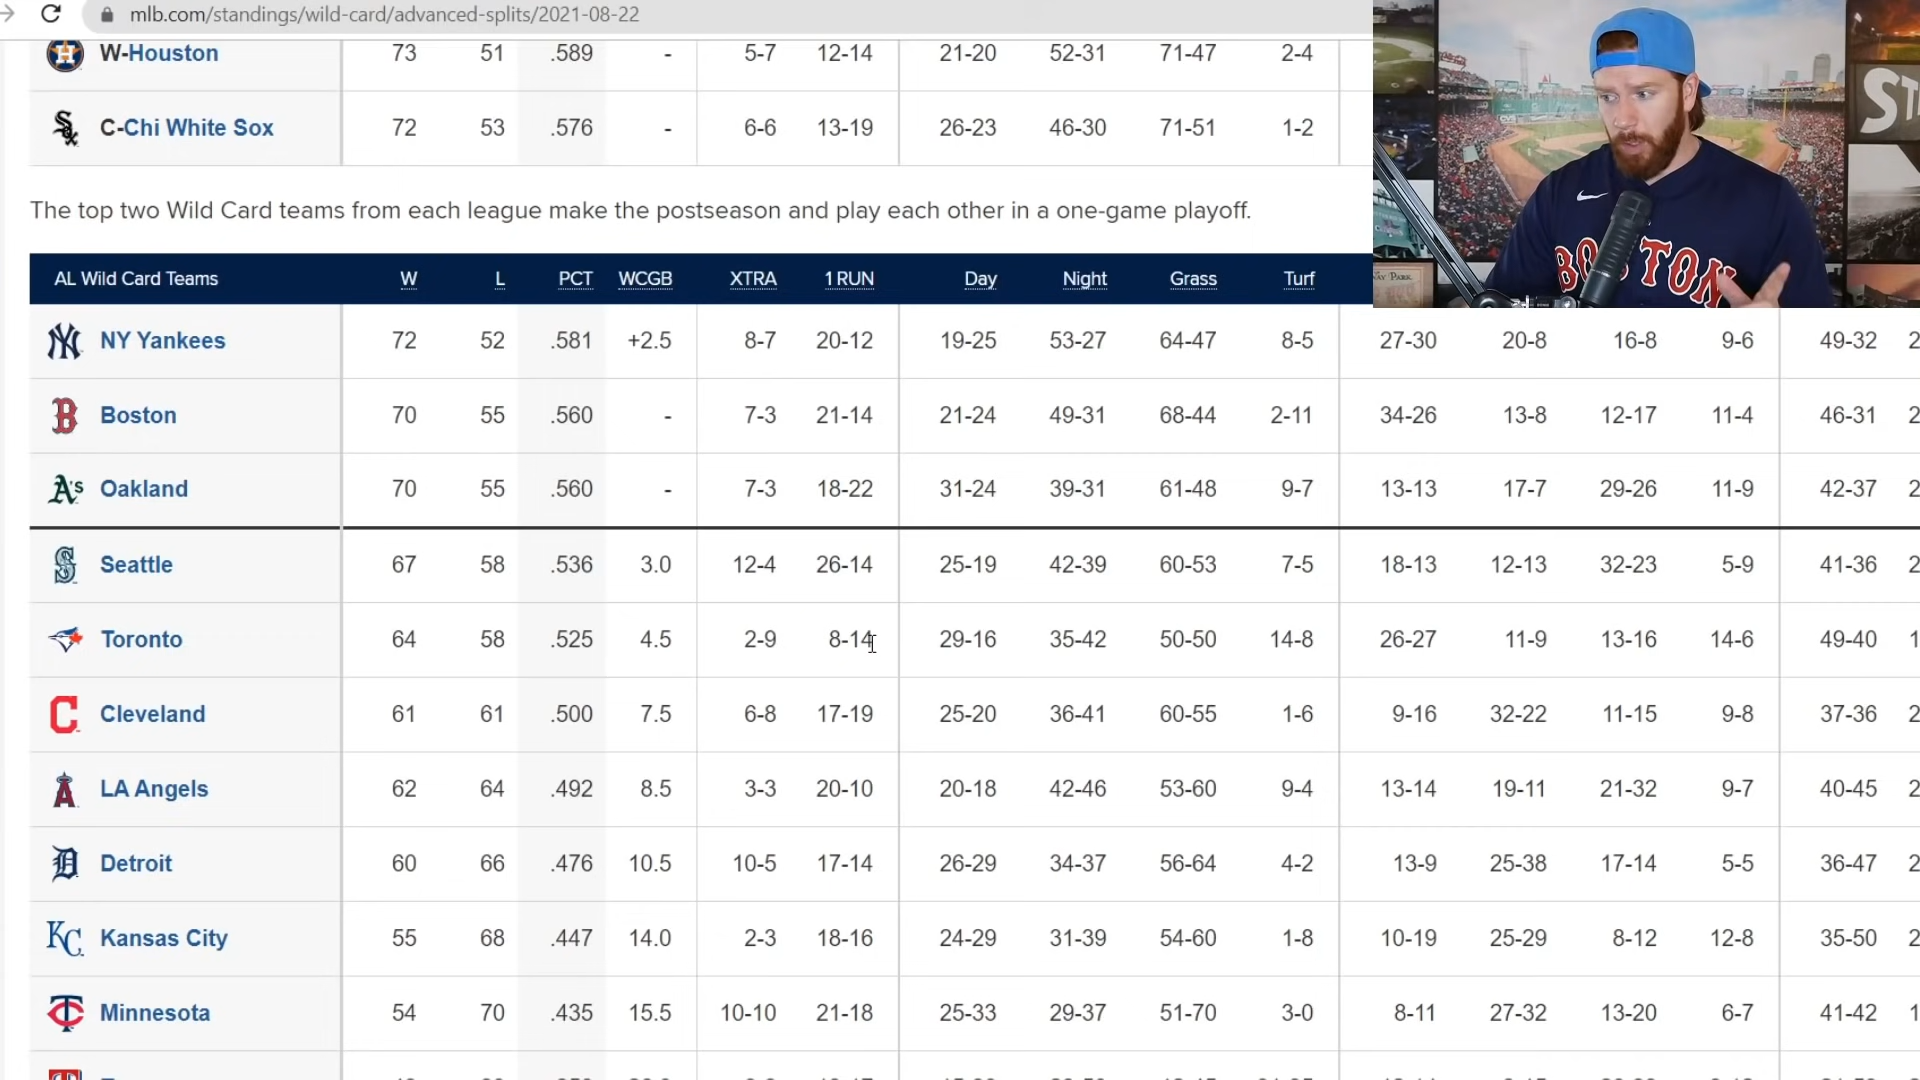 mlb.com/standings/wild-card/advanced-splits/2021-08-22
W-Houston 73 51 .589 - 5-7 12-14 21-20 52-31 71-47 2-4
C-Chi White Sox 72 53 .576 - 6-6 13-19 26-23 46-30 71-51 1-2
The top two Wild Card teams from each league make the postseason and play each other in a one-game playoff.
AL Wild Card Teams W L PCT WCGB XTRA 1 RUN Day Night Grass Turf
NY Yankees 72 52 .581 +2.5 8-7 20-12 19-25 53-27 64-47 8-5 27-30 20-8 16-8 9-6 49-32 2
Boston 70 55 .560 - 7-3 21-14 21-24 49-31 68-44 2-11 34-26 13-8 12-17 11-4 46-31 2
Oakland 70 55 .560 - 7-3 18-22 31-24 39-31 61-48 9-7 13-13 17-7 29-26 11-9 42-37 2
Seattle 67 58 .536 3.0 12-4 26-14 25-19 42-39 60-53 7-5 18-13 12-13 32-23 5-9 41-36 2
Toronto 64 58 .525 4.5 2-9 8-14 29-16 35-42 50-50 14-8 26-27 11-9 13-16 14-6 49-40 1
Cleveland 61 61 .500 7.5 6-8 17-19 25-20 36-41 60-55 1-6 9-16 32-22 11-15 9-8 37-36 2
LA Angels 62 64 .492 8.5 3-3 20-10 20-18 42-46 53-60 9-4 13-14 19-11 21-32 9-7 40-45 2
Detroit 60 66 .476 10.5 10-5 17-14 26-29 34-37 56-64 4-2 13-9 25-38 17-14 5-5 36-47 2
Kansas City 55 68 .447 14.0 2-3 18-16 24-29 31-39 54-60 1-8 10-19 25-29 8-12 12-8 35-50 2
Minnesota 54 70 .435 15.5 10-10 21-18 25-33 29-37 51-70 3-0 8-11 27-32 13-20 6-7 41-42 1
BOSTON
ST